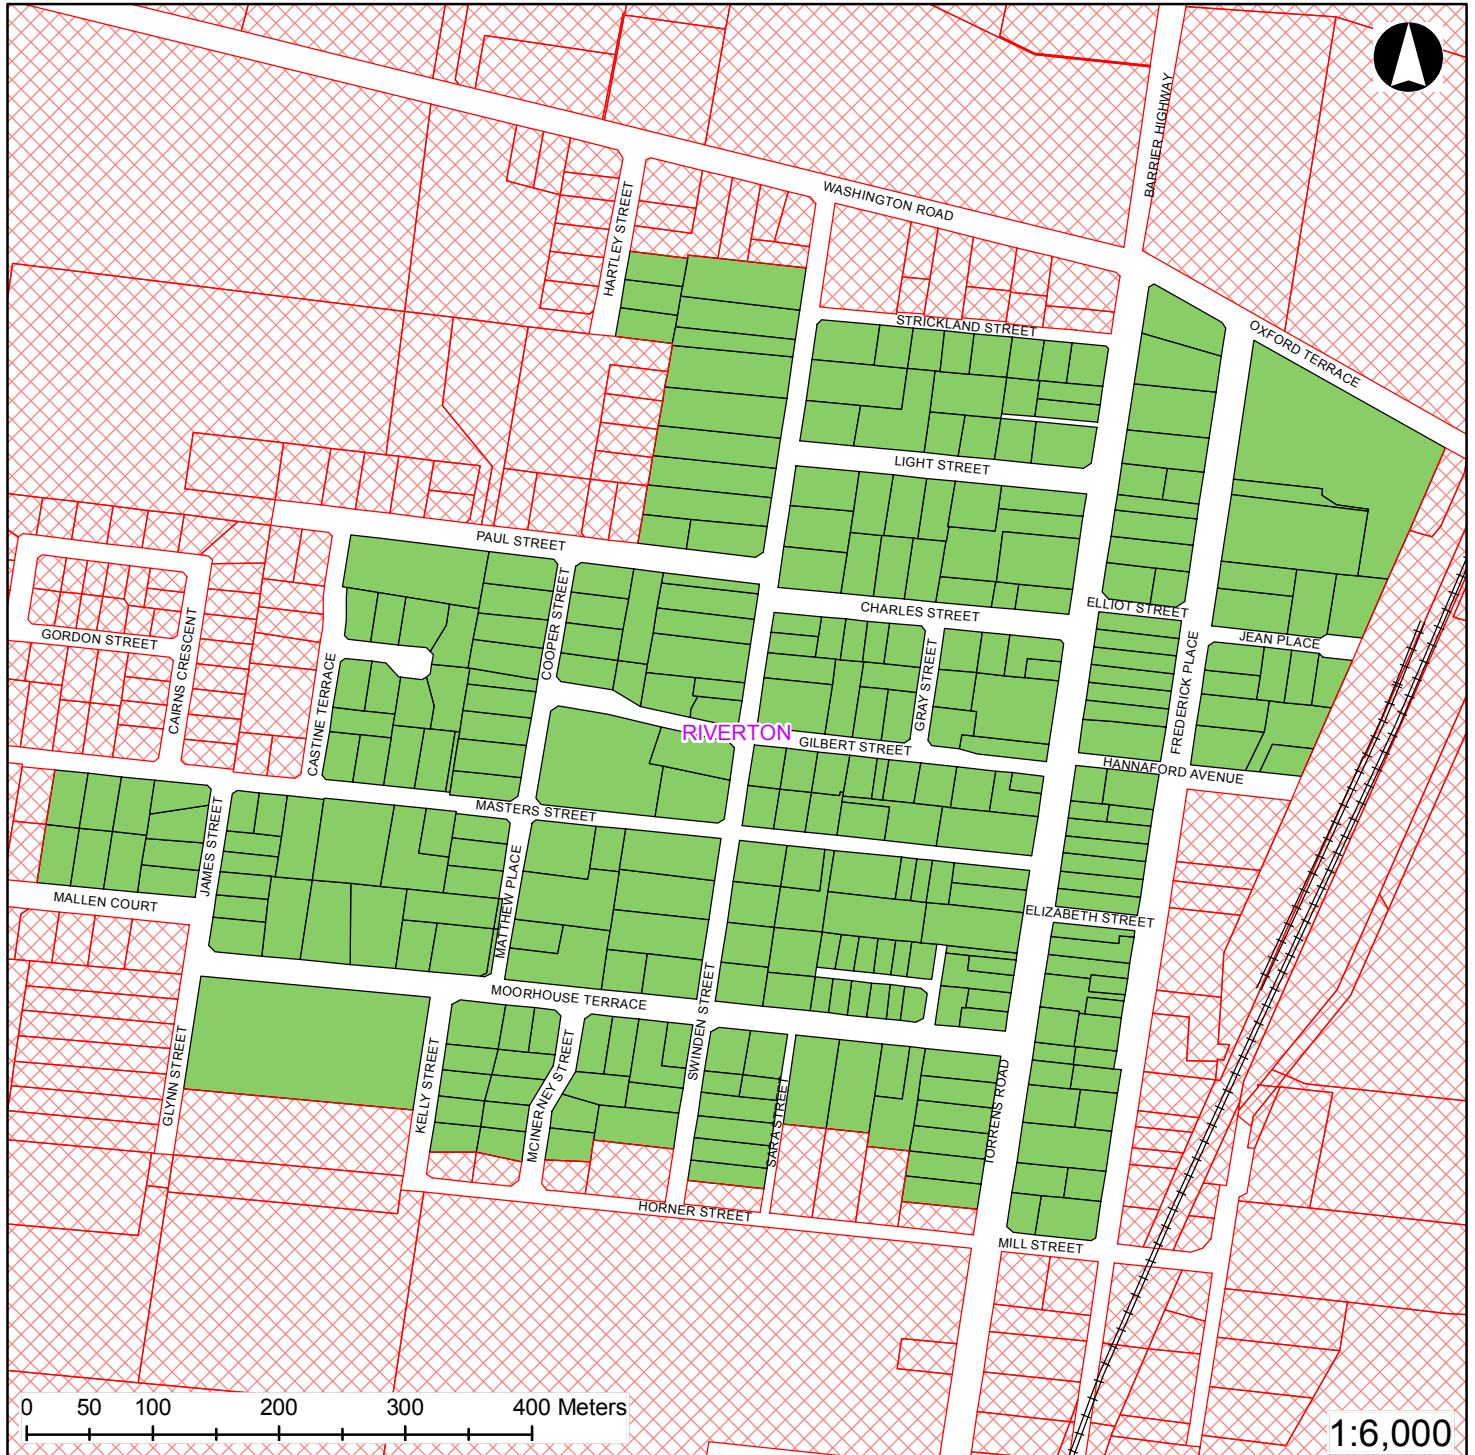 BARRIER HIGHWAY
WASHINGTON ROAD
HARTLEY STREET
STRICKLAND STREET
OXFORD TERRACE
LIGHT STREET
PAUL STREET
COOPER STREET
CHARLES STREET
ELLIOT STREET
JEAN PLACE
GORDON STREET
CAIRNS CRESCENT
CASTINE TERRACE
GRAY STREET
FREDERICK PLACE
RIVERTON
GILBERT STREET
HANNAFORD AVENUE
MASTERS STREET
JAMES STREET
MATTHEW PLACE
MALLEN COURT
ELIZABETH STREET
MOORHOUSE TERRACE
SWINDEN STREET
GLYNN STREET
KELLY STREET
MCINERNEY STREET
SARA STREET
TORRENS ROAD
HORNER STREET
MILL STREET
0 50 100 200 300 400 Meters
1:6,000